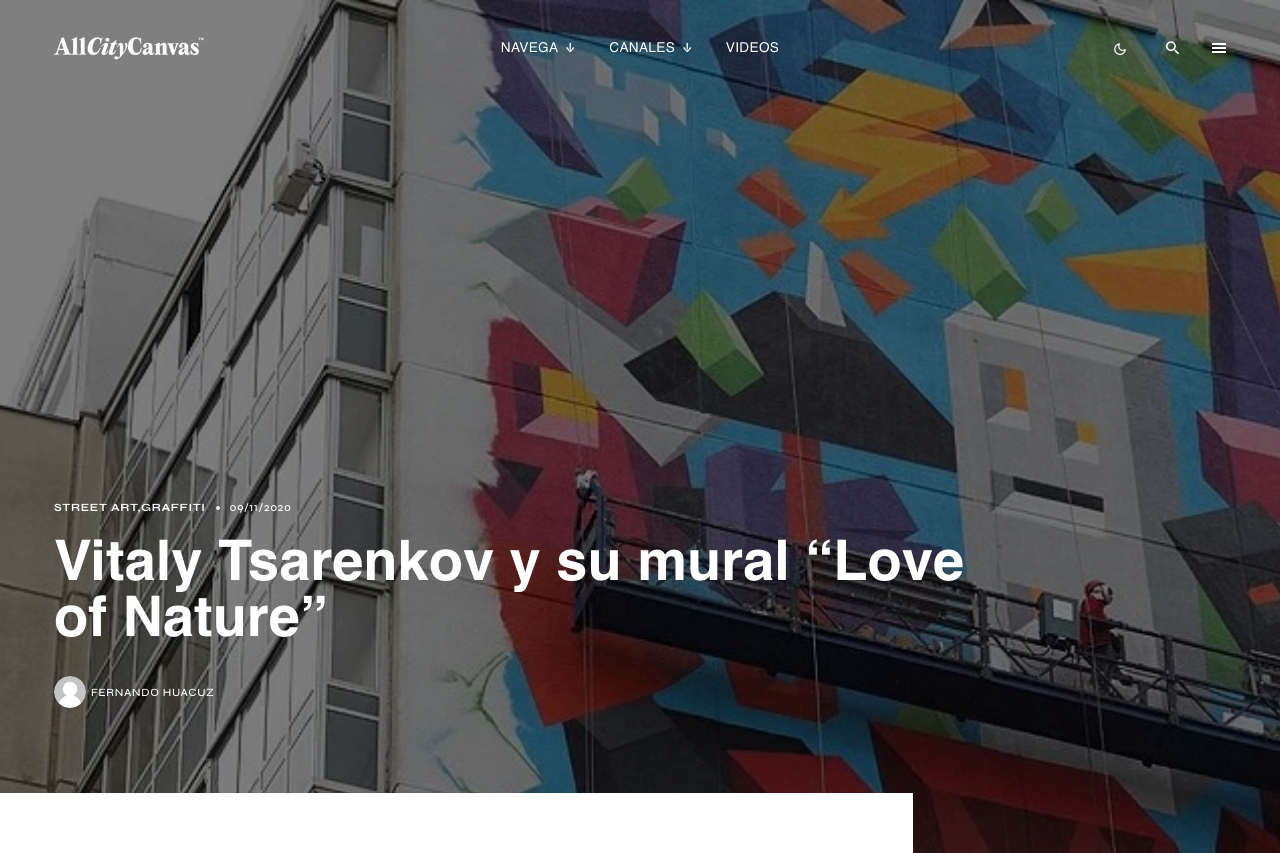 AllCityCanvas™
NAVEGA ↓ CANALES ↓ VIDEOS
STREET ART,GRAFFITI • 09/11/2020
Vitaly Tsarenkov y su mural “Love
of Nature”
FERNANDO HUACUZ